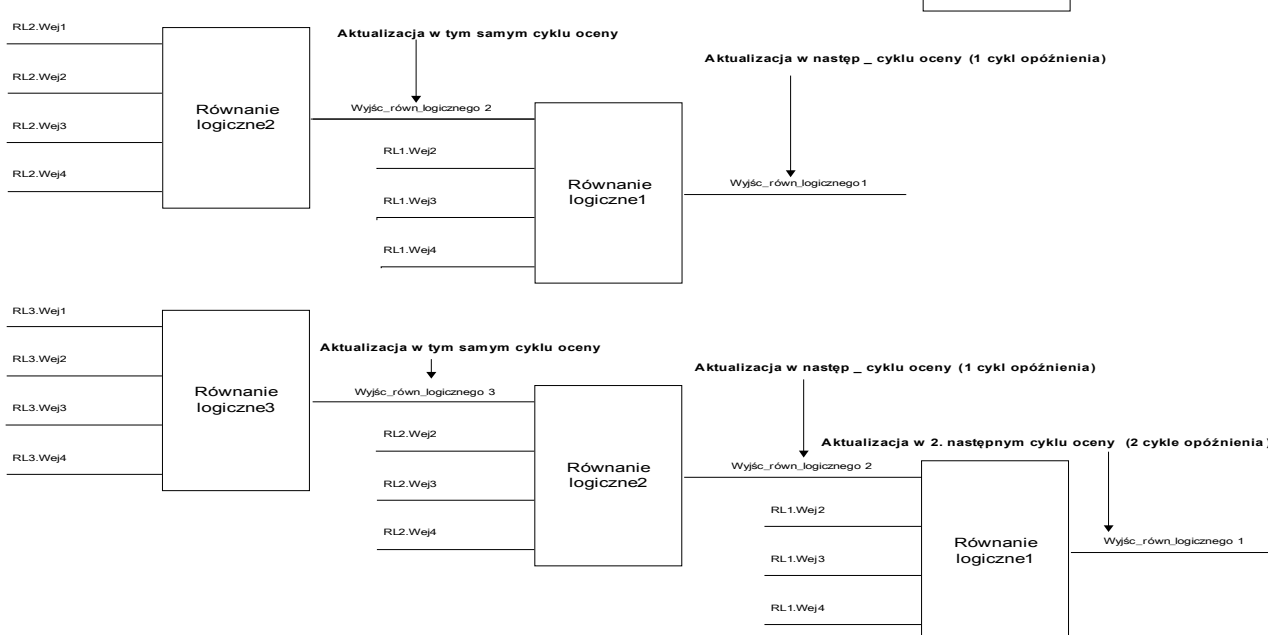 RL2.Wej1
Aktualizacja w tym samym cyklu oceny
Aktualizacja w następ _ cyklu oceny (1 cykl opóźnienia)
RL2.Wej2
Wyjśc_równ_logicznego 2
Równanie
logiczne2
RL2.Wej3
RL1.Wej2
RL2.Wej4
Równanie
logiczne1
Wyjśc_równ_logicznego1
RL1.Wej3
RL1.Wej4
RL3.Wej1
Aktualizacja w tym samym cyklu oceny
RL3.Wej2
Aktualizacja w następ _ cyklu oceny (1 cykl opóźnienia)
Równanie
logiczne3
Wyjśc_równ_logicznego 3
RL3.Wej3
RL2.Wej2
Aktualizacja w 2. następnym cyklu oceny (2 cykle opóźnienia)
RL3.Wej4
Równanie
logiczne2
Wyjśc_równ_logicznego 2
RL2.Wej3
RL1.Wej2
RL2.Wej4
Równanie
logiczne1
Wyjśc_równ_logicznego 1
RL1.Wej3
RL1.Wej4